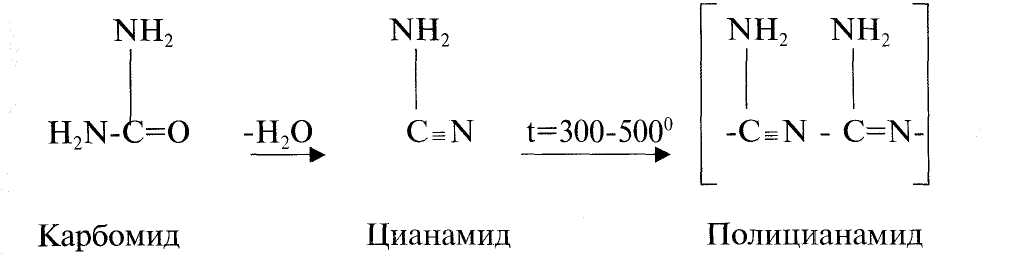 NH₂ NH₂ NH₂ NH₂
H₂N-C=O -H₂O C≡N t=300-500⁰ -C≡N - C=N-
Карбомид Цианамид Полицианамид